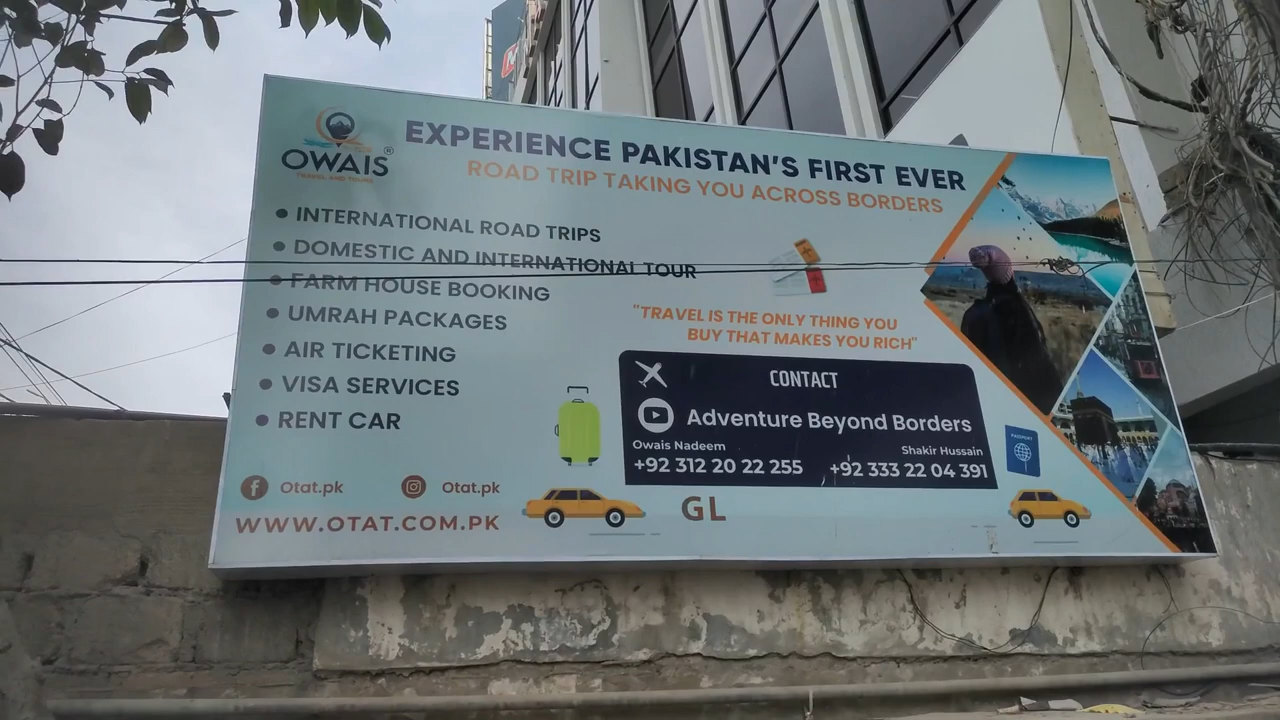 OWAIS®
TRAVEL AND TOURS
EXPERIENCE PAKISTAN'S FIRST EVER
ROAD TRIP TAKING YOU ACROSS BORDERS
INTERNATIONAL ROAD TRIPS
DOMESTIC AND INTERNATIONAL TOUR
FARM HOUSE BOOKING
UMRAH PACKAGES
AIR TICKETING
VISA SERVICES
RENT CAR
"TRAVEL IS THE ONLY THING YOU
BUY THAT MAKES YOU RICH"
CONTACT
Adventure Beyond Borders
Owais Nadeem
+92 312 20 22 255
Shakir Hussain
+92 333 22 04 391
PASSPORT
Otat.pk
Otat.pk
WWW.OTAT.COM.PK
GL